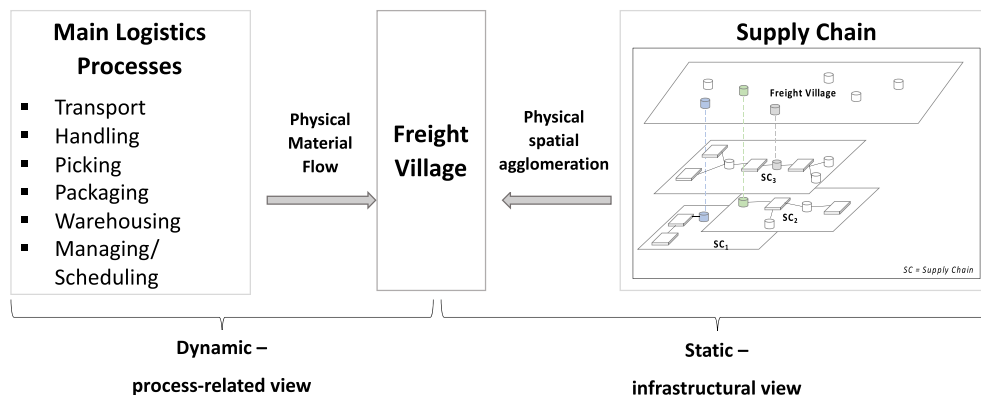 Main Logistics
Processes
▪ Transport
▪ Handling
▪ Picking
▪ Packaging
▪ Warehousing
▪ Managing/
Scheduling
Physical
Material
Flow
Freight
Village
Physical
spatial
agglomeration
Supply Chain
Freight Village
SC3
SC2
SC1
SC = Supply Chain
Dynamic –
process-related view
Static –
infrastructural view